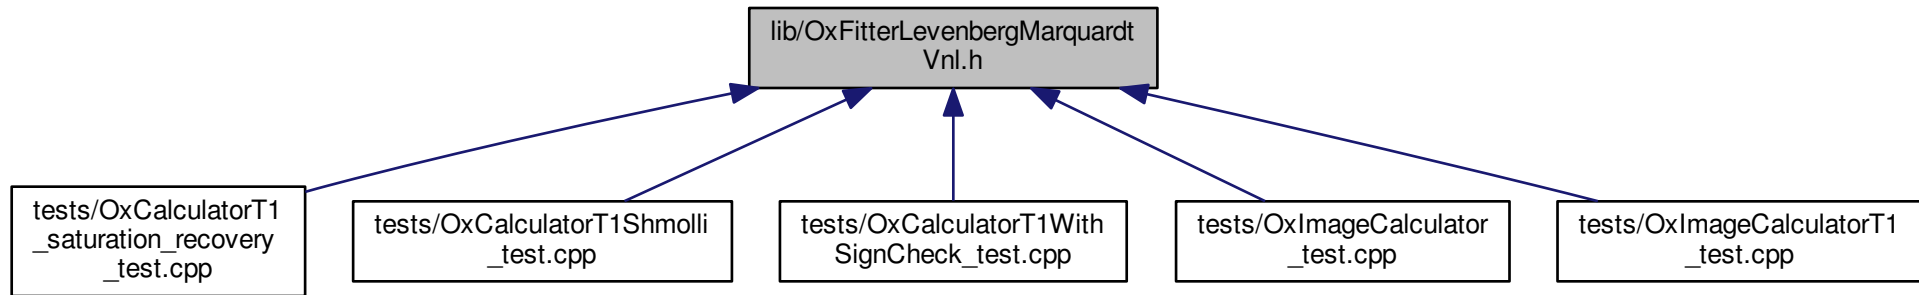 lib/OxFitterLevenbergMarquardt
Vnl.h
tests/OxCalculatorT1
_saturation_recovery
_test.cpp
tests/OxCalculatorT1Shmolli
_test.cpp
tests/OxCalculatorT1With
SignCheck_test.cpp
tests/OxImageCalculator
_test.cpp
tests/OxImageCalculatorT1
_test.cpp